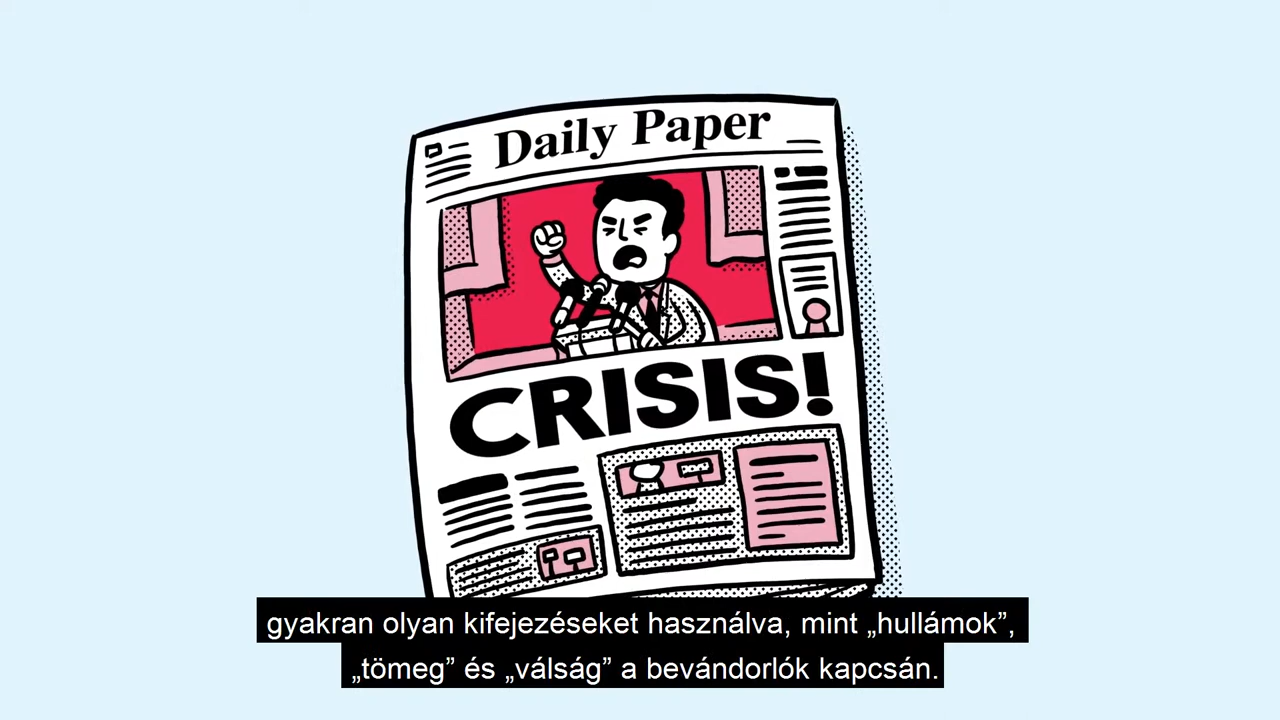 Daily Paper
CRISIS!
gyakran olyan kifejezéseket használva, mint „hullámok”,
„tömeg” és „válság” a bevándorlók kapcsán.